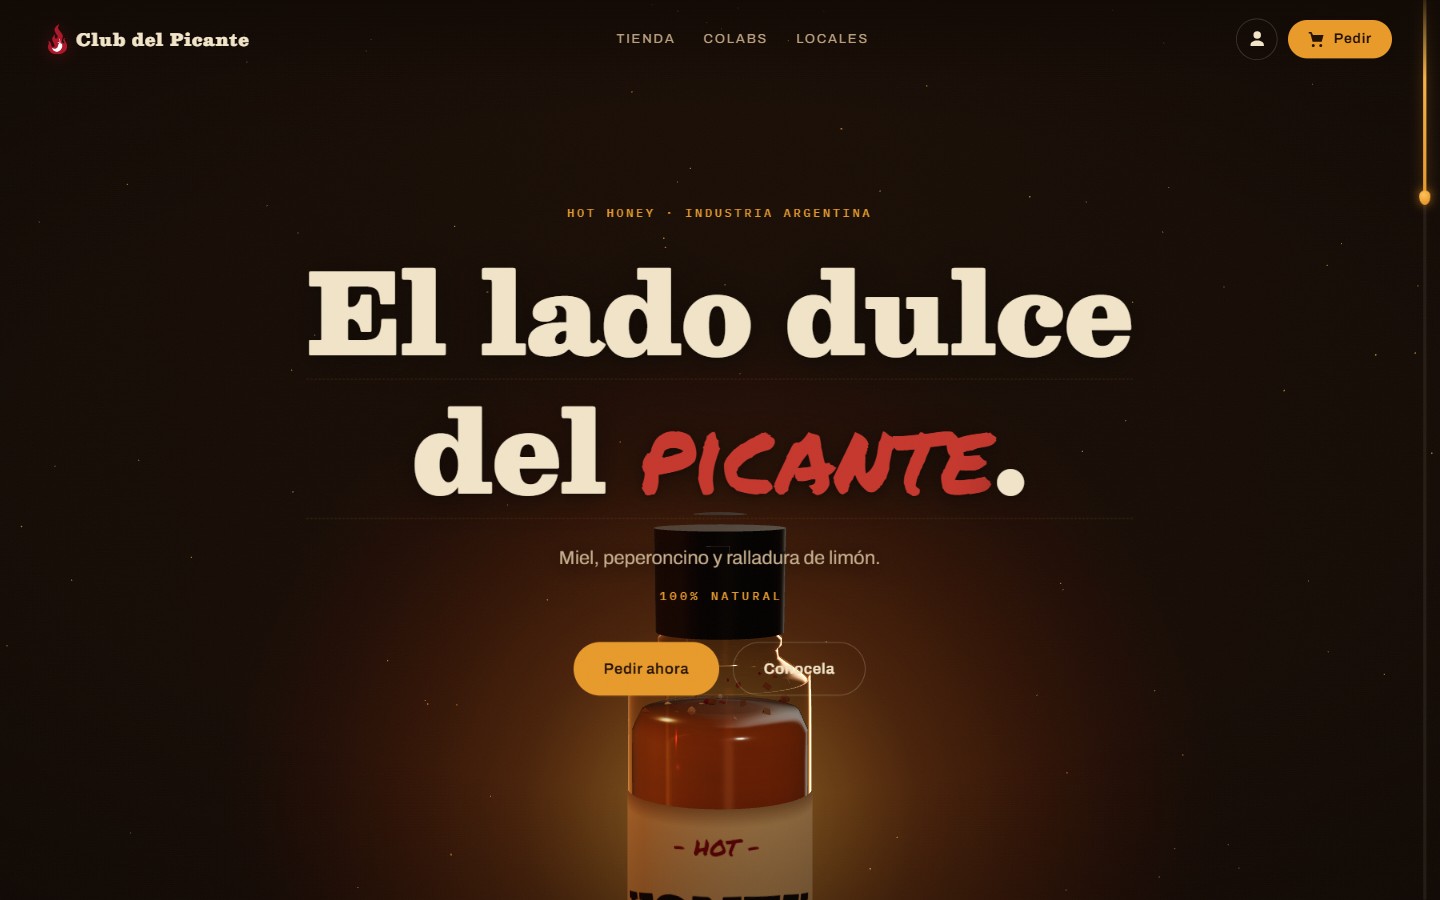 Club del Picante
TIENDA COLABS LOCALES
Pedir
HOT HONEY · INDUSTRIA ARGENTINA
El lado dulce
del PICANTE.
Miel, peperoncino y ralladura de limón.
100% NATURAL
Pedir ahora
Conocela
- HOT -